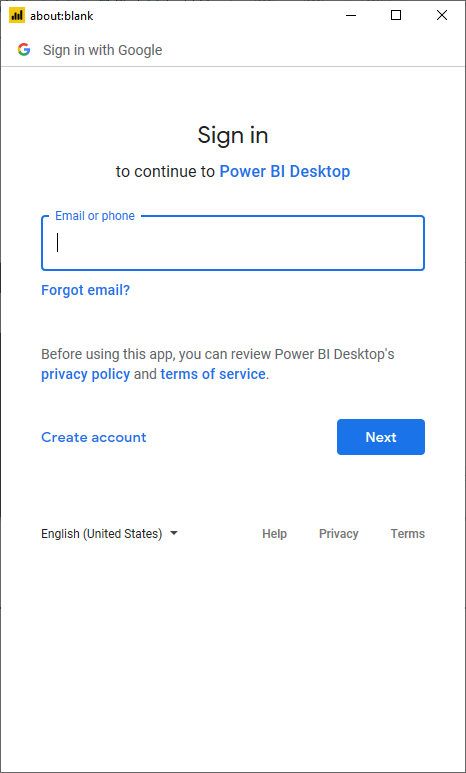 about:blank
Sign in with Google
Sign in
to continue to Power BI Desktop
Email or phone
Forgot email?
Before using this app, you can review Power BI Desktop's
privacy policy and terms of service.
Create account
Next
English (United States)
Help Privacy Terms